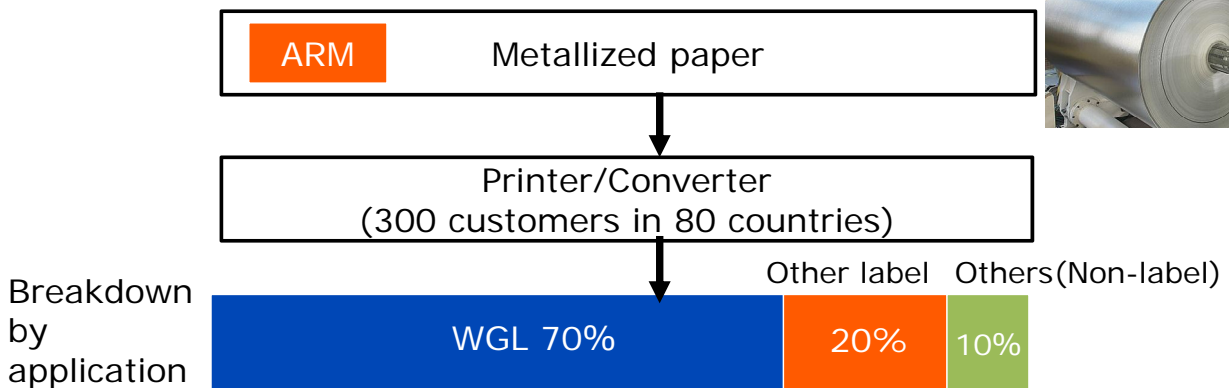 ARM Metallized paper
Printer/Converter
(300 customers in 80 countries)
Other label Others(Non-label)
Breakdown
by
application
WGL 70% 20% 10%